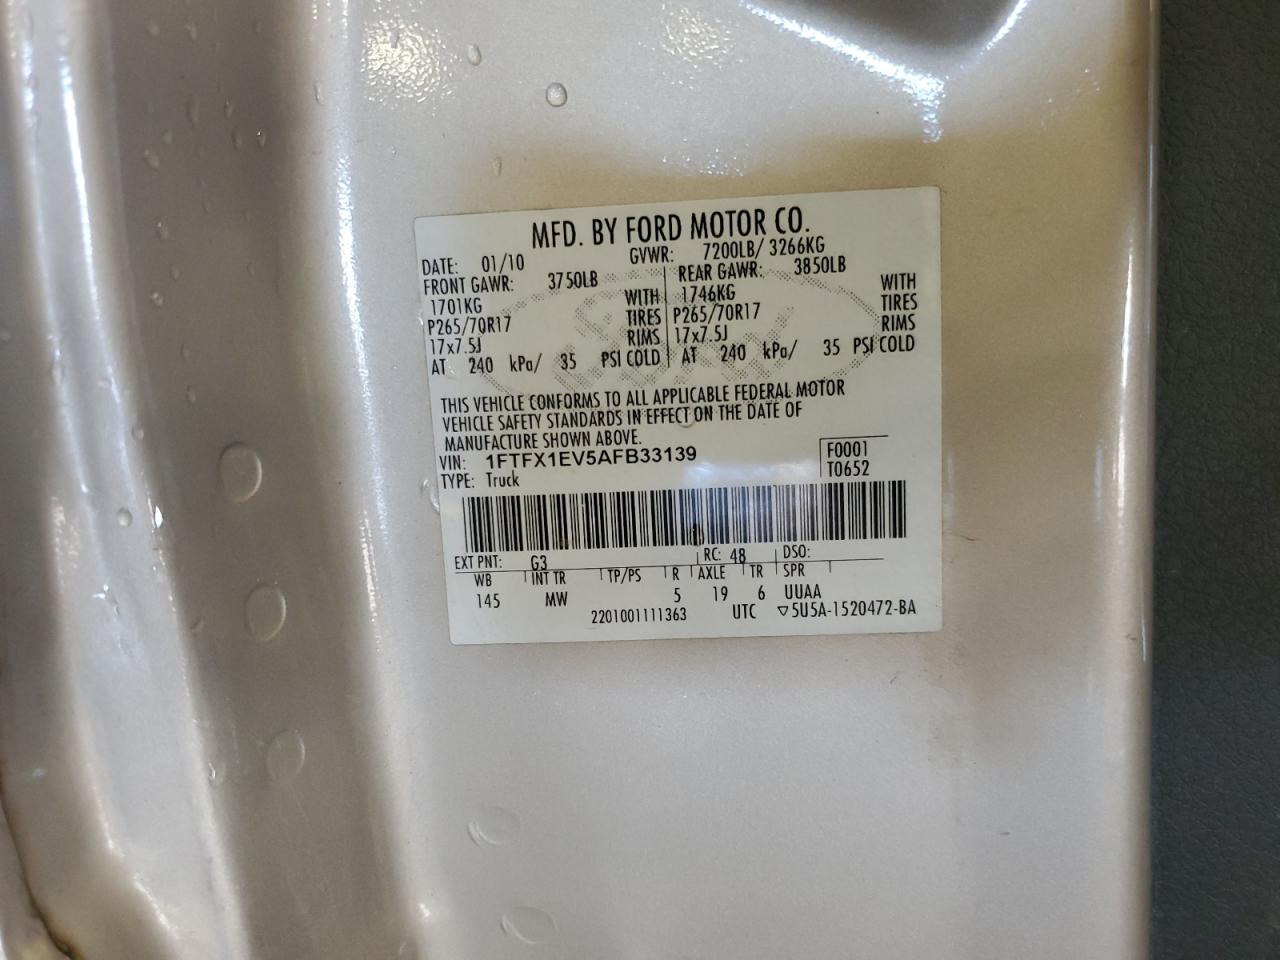 MFD. BY FORD MOTOR CO.
DATE: 01/10 GVWR: 7200LB/ 3266KG
FRONT GAWR: 3750LB REAR GAWR: 3850LB
1701KG WITH 1746KG WITH
P265/70R17 TIRES P265/70R17 TIRES
17x7.5J RIMS 17x7.5J RIMS
AT 240 kPa/ 35 PSI COLD AT 240 kPa/ 35 PSI COLD
THIS VEHICLE CONFORMS TO ALL APPLICABLE FEDERAL MOTOR
VEHICLE SAFETY STANDARDS IN EFFECT ON THE DATE OF
MANUFACTURE SHOWN ABOVE.
VIN: 1FTFX1EV5AFB33139 F0001
TYPE: Truck T0652
EXT PNT: G3 RC: 48 DSO:
WB INT TR TP/PS R AXLE TR SPR
145 MW 5 19 6 UUAA
2201001111363 UTC ▽5U5A-1520472-BA